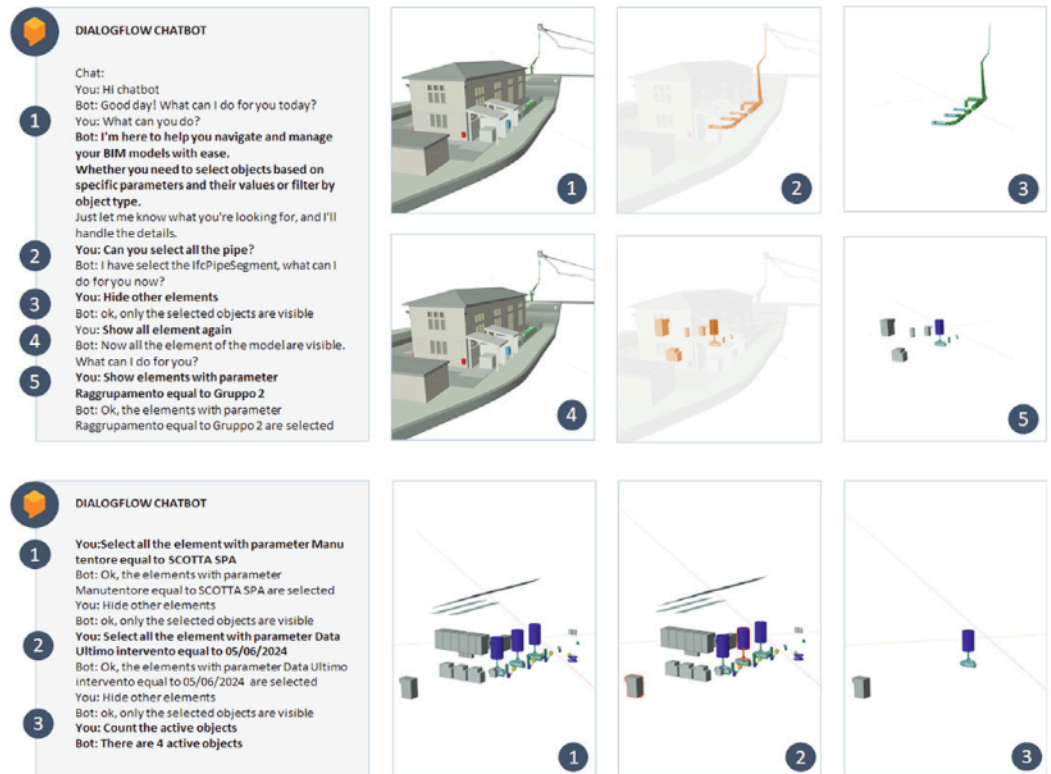 DIALOGFLOW CHATBOT
Chat:
You: Hi chatbot
Bot: Good day! What can I do for you today?
1
You: What can you do?
Bot: I'm here to help you navigate and manage
your BIM models with ease.
Whether you need to select objects based on
specific parameters and their values or filter by
object type.
Just let me know what you're looking for, and I'll
handle the details.
2
You: Can you select all the pipe?
Bot: I have select the IfcPipeSegment, what can I
do for you now?
3
You: Hide other elements
Bot: ok, only the selected objects are visible
You: Show all element again
4
Bot: Now all the element of the model are visible.
What can I do for you?
5
You: Show elements with parameter
Raggrupamento equal to Gruppo 2
Bot: Ok, the elements with parameter
Raggrupamento equal to Gruppo 2 are selected
1
2
3
4
5
DIALOGFLOW CHATBOT
1
You:Select all the element with parameter Manu
tentore equal to SCOTTA SPA
Bot: Ok, the elements with parameter
Manutentore equal to SCOTTA SPA are selected
You: Hide other elements
Bot: ok, only the selected objects are visible
2
You: Select all the element with parameter Data
Ultimo intervento equal to 05/06/2024
Bot: Ok, the elements with parameter Data Ultimo
intervento equal to 05/06/2024 are selected
You: Hide other elements
Bot: ok, only the selected objects are visible
3
You: Count the active objects
Bot: There are 4 active objects
1
2
3